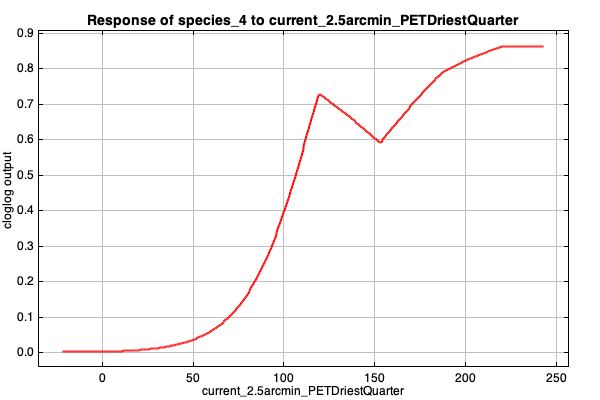 Response of species_4 to current_2.5arcmin_PETDriestQuarter
0.9
0.8
0.7
0.6
0.5
0.4
0.3
0.2
0.1
0.0
cloglog output
0 50 100 150 200 250
current_2.5arcmin_PETDriestQuarter